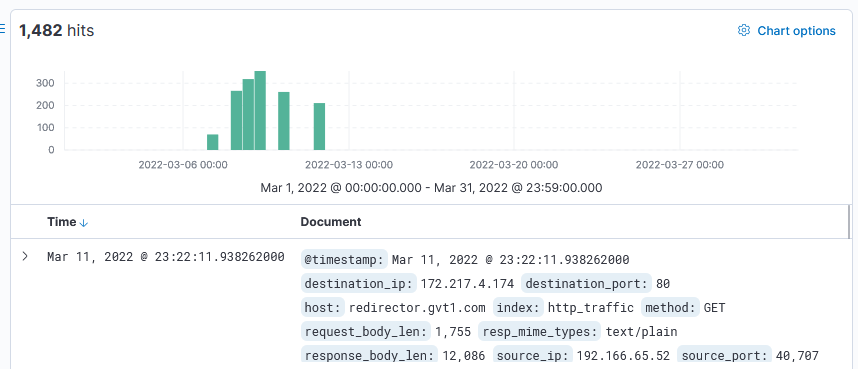 1,482 hits
Chart options
300
200
100
0
2022-03-06 00:00 2022-03-13 00:00 2022-03-20 00:00 2022-03-27 00:00
Mar 1, 2022 @ 00:00:00.000 - Mar 31, 2022 @ 23:59:00.000
Time Document
Mar 11, 2022 @ 23:22:11.938262000 @timestamp: Mar 11, 2022 @ 23:22:11.938262000
destination_ip: 172.217.4.174 destination_port: 80
host: redirector.gvt1.com index: http_traffic method: GET
request_body_len: 1,755 resp_mime_types: text/plain
response_body_len: 12,086 source_ip: 192.166.65.52 source_port: 40,707